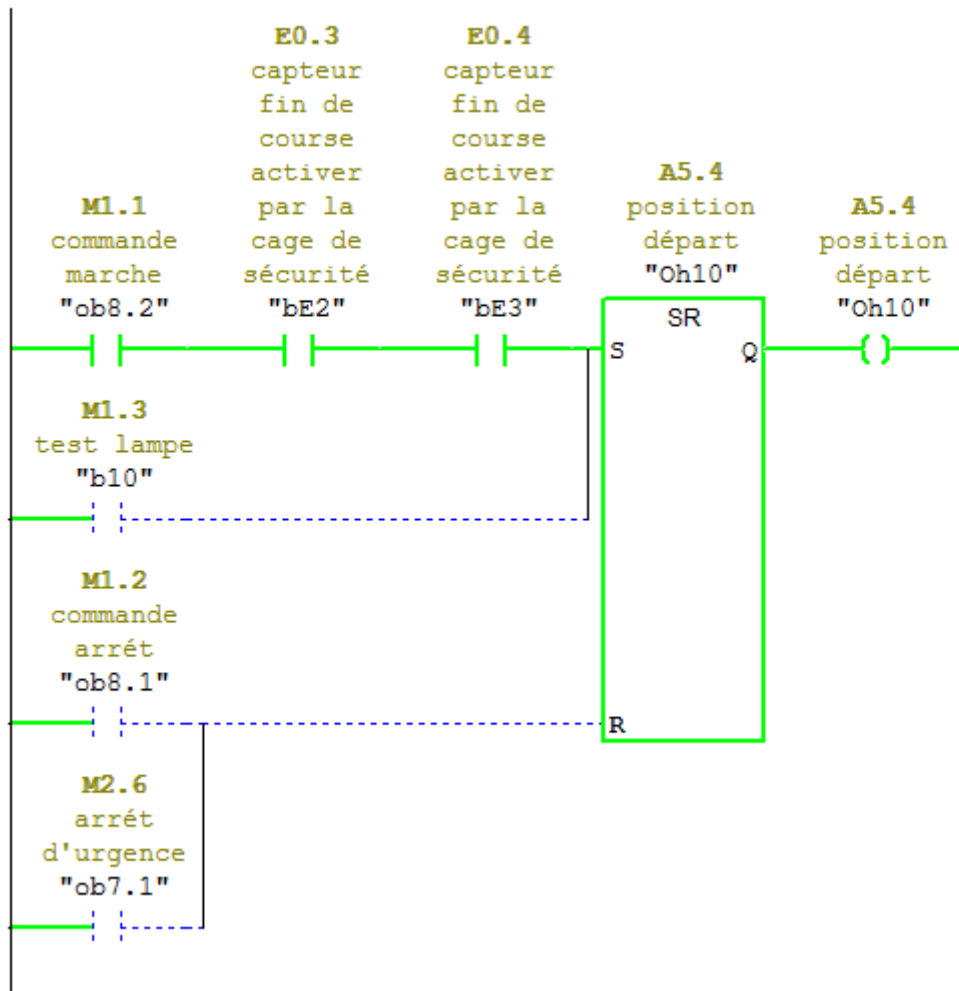 E0.3
capteur
fin de
course
activer
par la
cage de
sécurité
"bE2"
E0.4
capteur
fin de
course
activer
par la
cage de
sécurité
"bE3"
M1.1
commande
marche
"ob8.2"
A5.4
position
départ
"Oh10"
A5.4
position
départ
"Oh10"
SR
S
Q
M1.3
test lampe
"b10"
M1.2
commande
arrét
"ob8.1"
R
M2.6
arrét
d'urgence
"ob7.1"